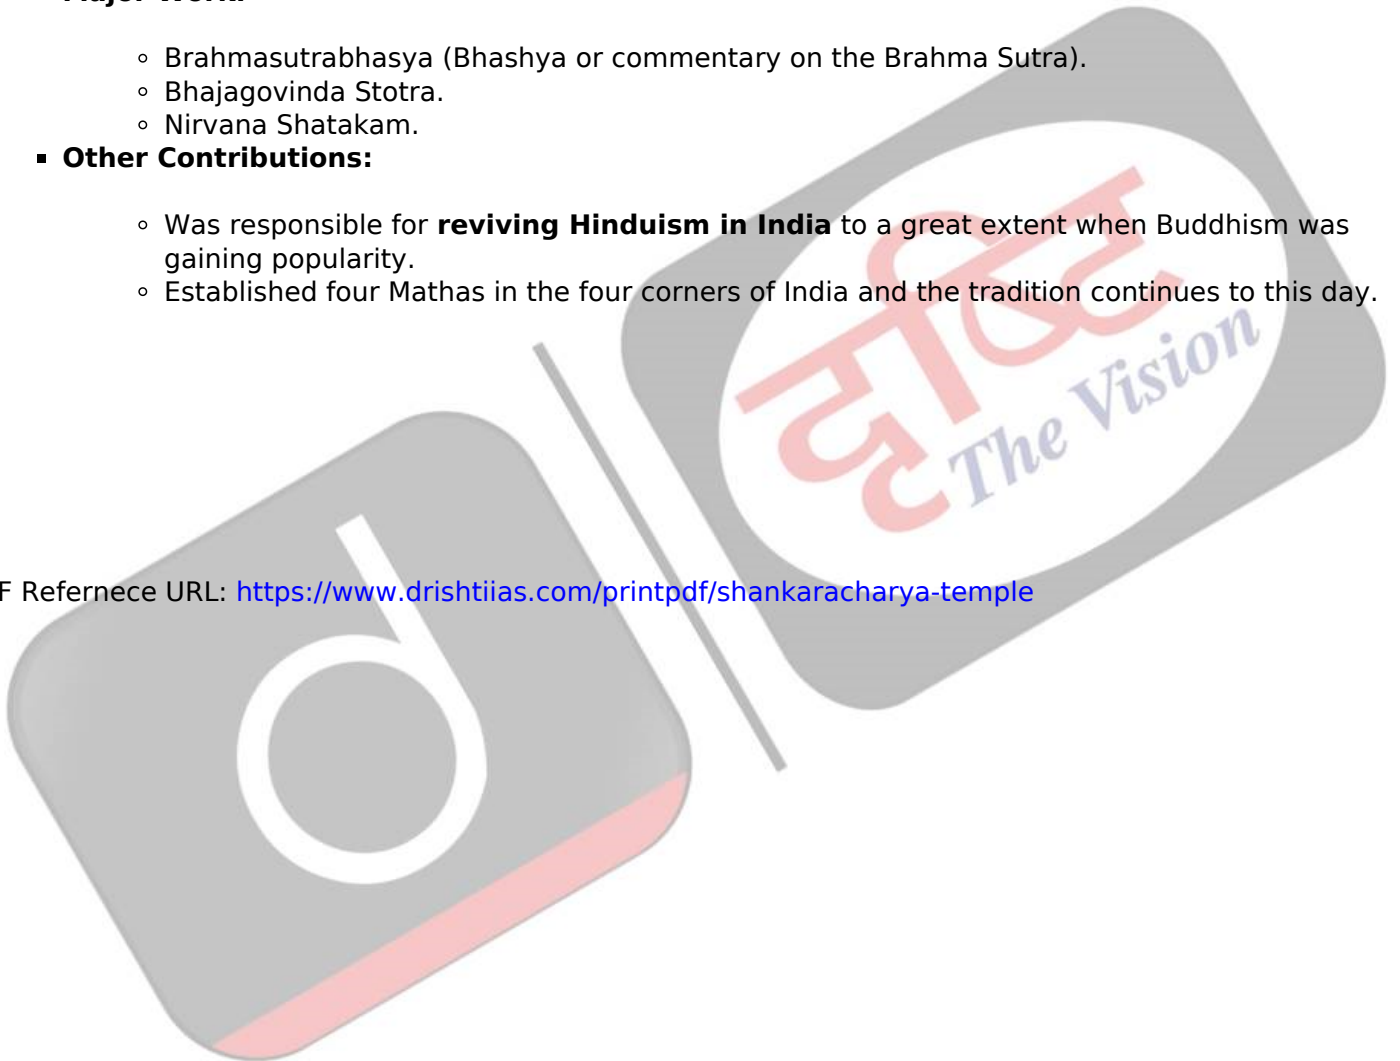 Brahmasutrabhasya (Bhashya or commentary on the Brahma Sutra).
Bhajagovinda Stotra.
Nirvana Shatakam.
Other Contributions:
Was responsible for reviving Hinduism in India to a great extent when Buddhism was
gaining popularity.
Established four Mathas in the four corners of India and the tradition continues to this day.
दृष्टि
The Vision
F Refernece URL: https://www.drishtiias.com/printpdf/shankaracharya-temple
d